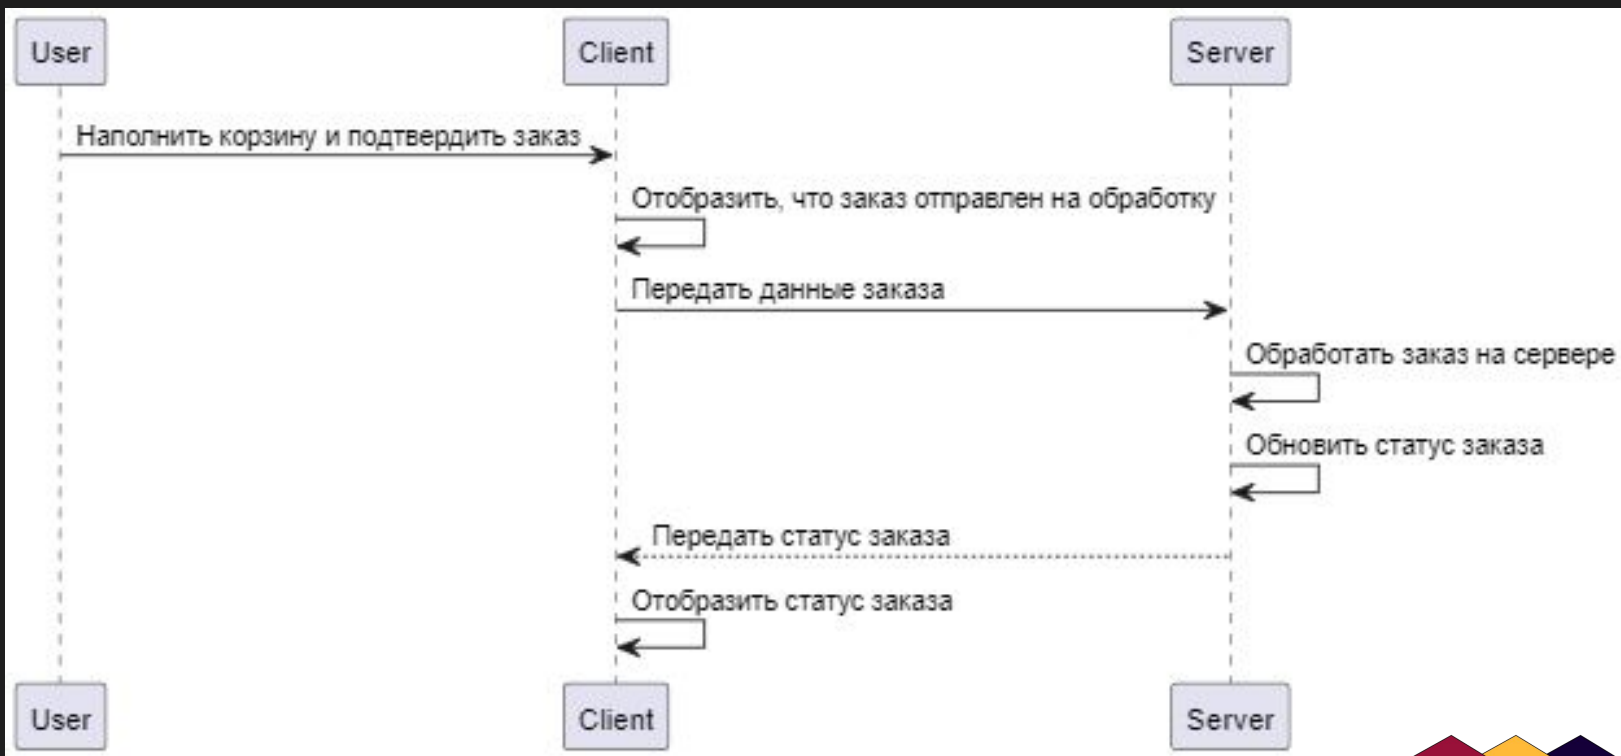 User Client Server
Наполнить корзину и подтвердить заказ
Отобразить, что заказ отправлен на обработку
Передать данные заказа
Обработать заказ на сервере
Обновить статус заказа
Передать статус заказа
Отобразить статус заказа
User Client Server